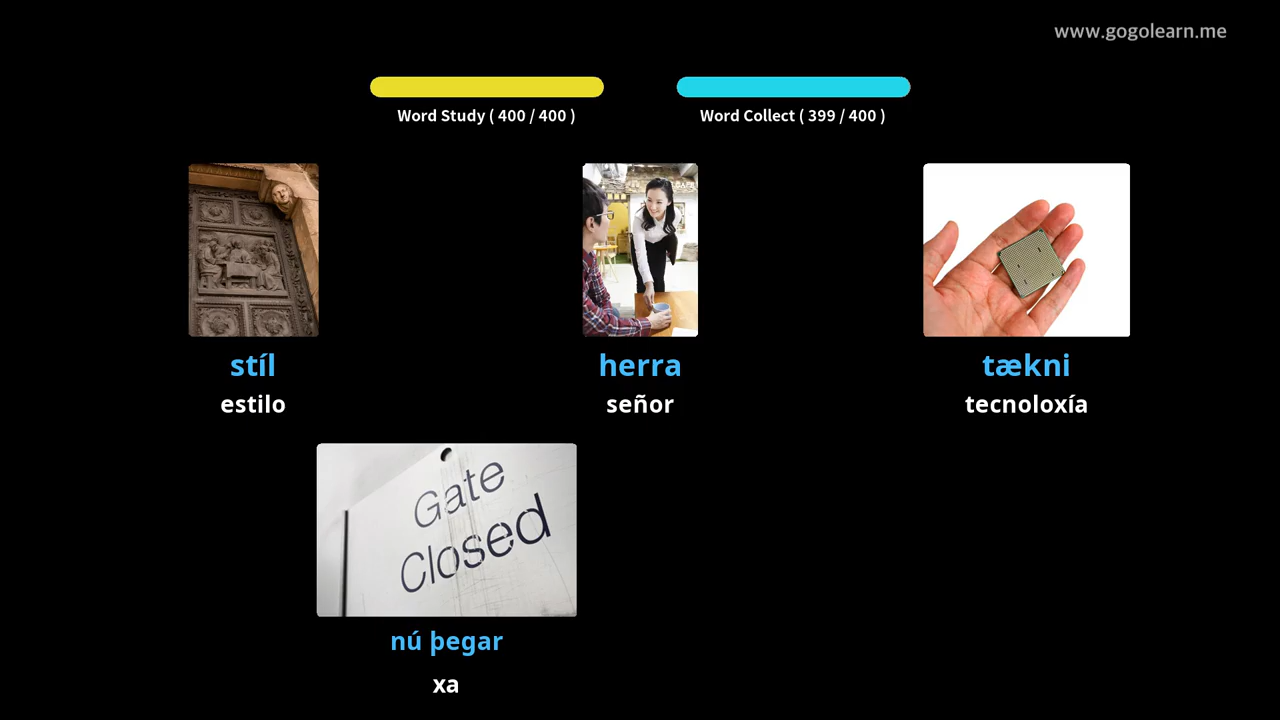 www.gogolearn.me
Word Study ( 400 / 400 )
Word Collect ( 399 / 400 )
stíl
herra
tækni
estilo
señor
tecnoloxía
Gate
Closed
nú þegar
xa